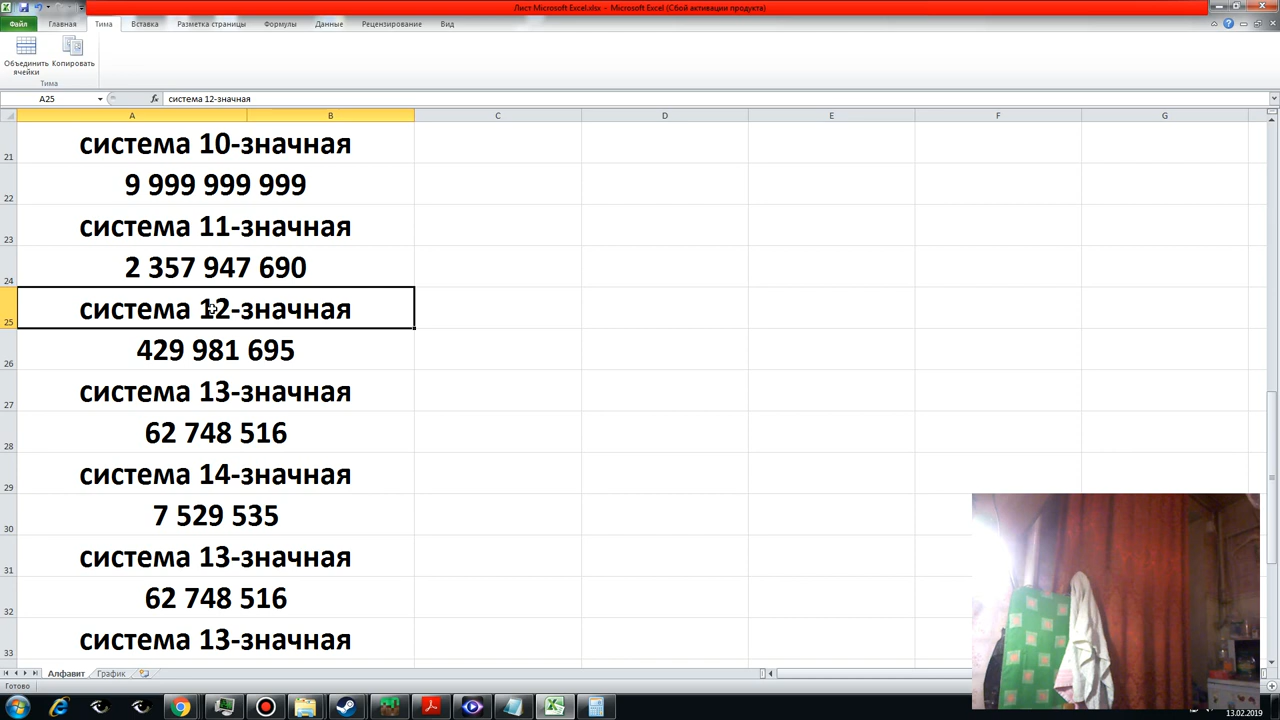 Лист Microsoft Excel.xlsx - Microsoft Excel (Сбой активации продукта)
Файл Главная Тима Вставка Разметка страницы Формулы Данные Рецензирование Вид
Объединить ячейки
Копировать
Тима
A25 fx система 12-значная
A B C D E F G
21 система 10-значная
22 9 999 999 999
23 система 11-значная
24 2 357 947 690
25 система 12-значная
26 429 981 695
27 система 13-значная
28 62 748 516
29 система 14-значная
30 7 529 535
31 система 13-значная
32 62 748 516
33 система 13-значная
Алфавит График
Готово
13.02.2019